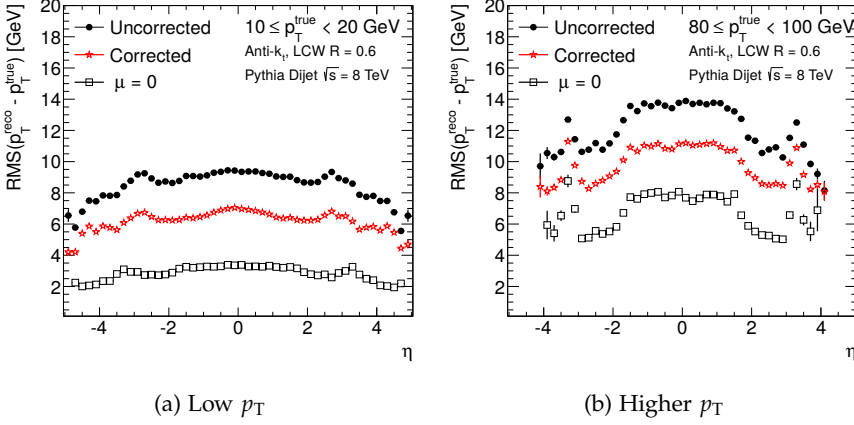 RMS(p_T^reco - p_T^true) [GeV]
20
18
16
14
12
10
8
6
4
2
Uncorrected
Corrected
μ = 0
10 ≤ p_T^true < 20 GeV
Anti-k_t, LCW R = 0.6
Pythia Dijet √s = 8 TeV
-4 -2 0 2 4
η
(a) Low p_T
RMS(p_T^reco - p_T^true) [GeV]
20
18
16
14
12
10
8
6
4
2
Uncorrected
Corrected
μ = 0
80 ≤ p_T^true < 100 GeV
Anti-k_t, LCW R = 0.6
Pythia Dijet √s = 8 TeV
-4 -2 0 2 4
η
(b) Higher p_T